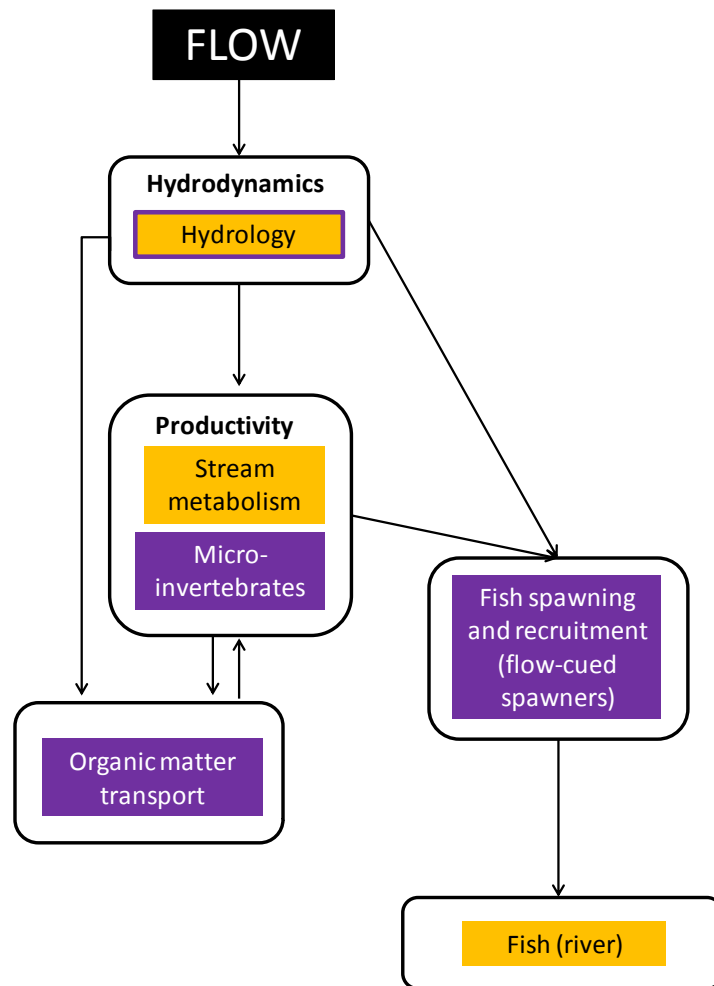 FLOW
Hydrodynamics
Hydrology
Productivity
Stream
metabolism
Micro-
invertebrates
Fish spawning
and recruitment
(flow-cued
spawners)
Organic matter
transport
Fish (river)